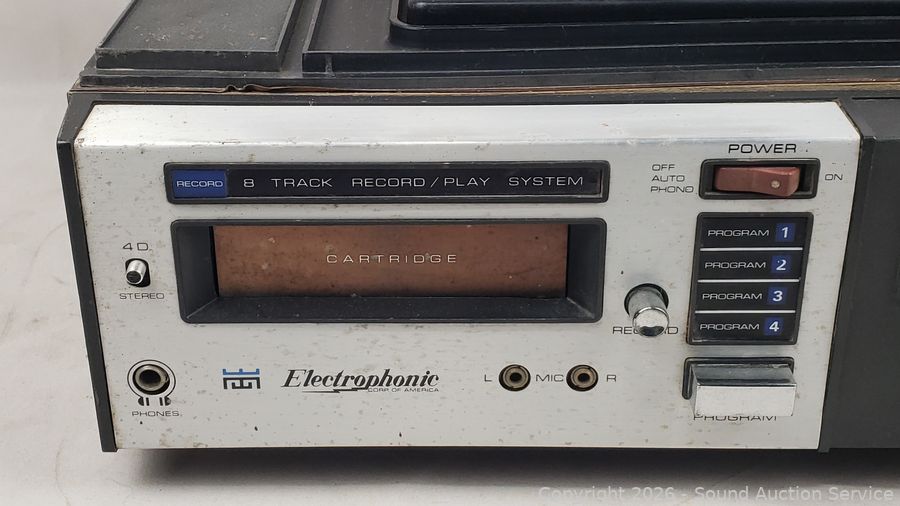 POWER
RECORD 8 TRACK RECORD/PLAY SYSTEM
OFF
AUTO
PHONO
ON
PROGRAM 1
PROGRAM 2
PROGRAM 3
PROGRAM 4
4 D.
STEREO
CARTRIDGE
RECORD
PHONES
Electrophonic
CORP OF AMERICA
L MIC R
PROGRAM
Copyright 2026 - Sound Auction Service